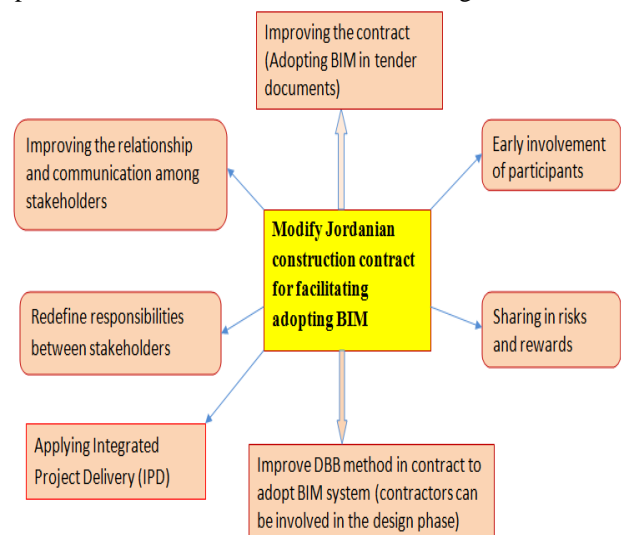 Improving the contract
(Adopting BIM in tender
documents)
Improving the relationship
and communication among
stakeholders
Early involvement
of participants
Modify Jordanian
construction contract
for facilitating
adopting BIM
Redefine responsibilities
between stakeholders
Sharing in risks
and rewards
Applying Integrated
Project Delivery (IPD)
Improve DBB method in contract to
adopt BIM system (contractors can
be involved in the design phase)